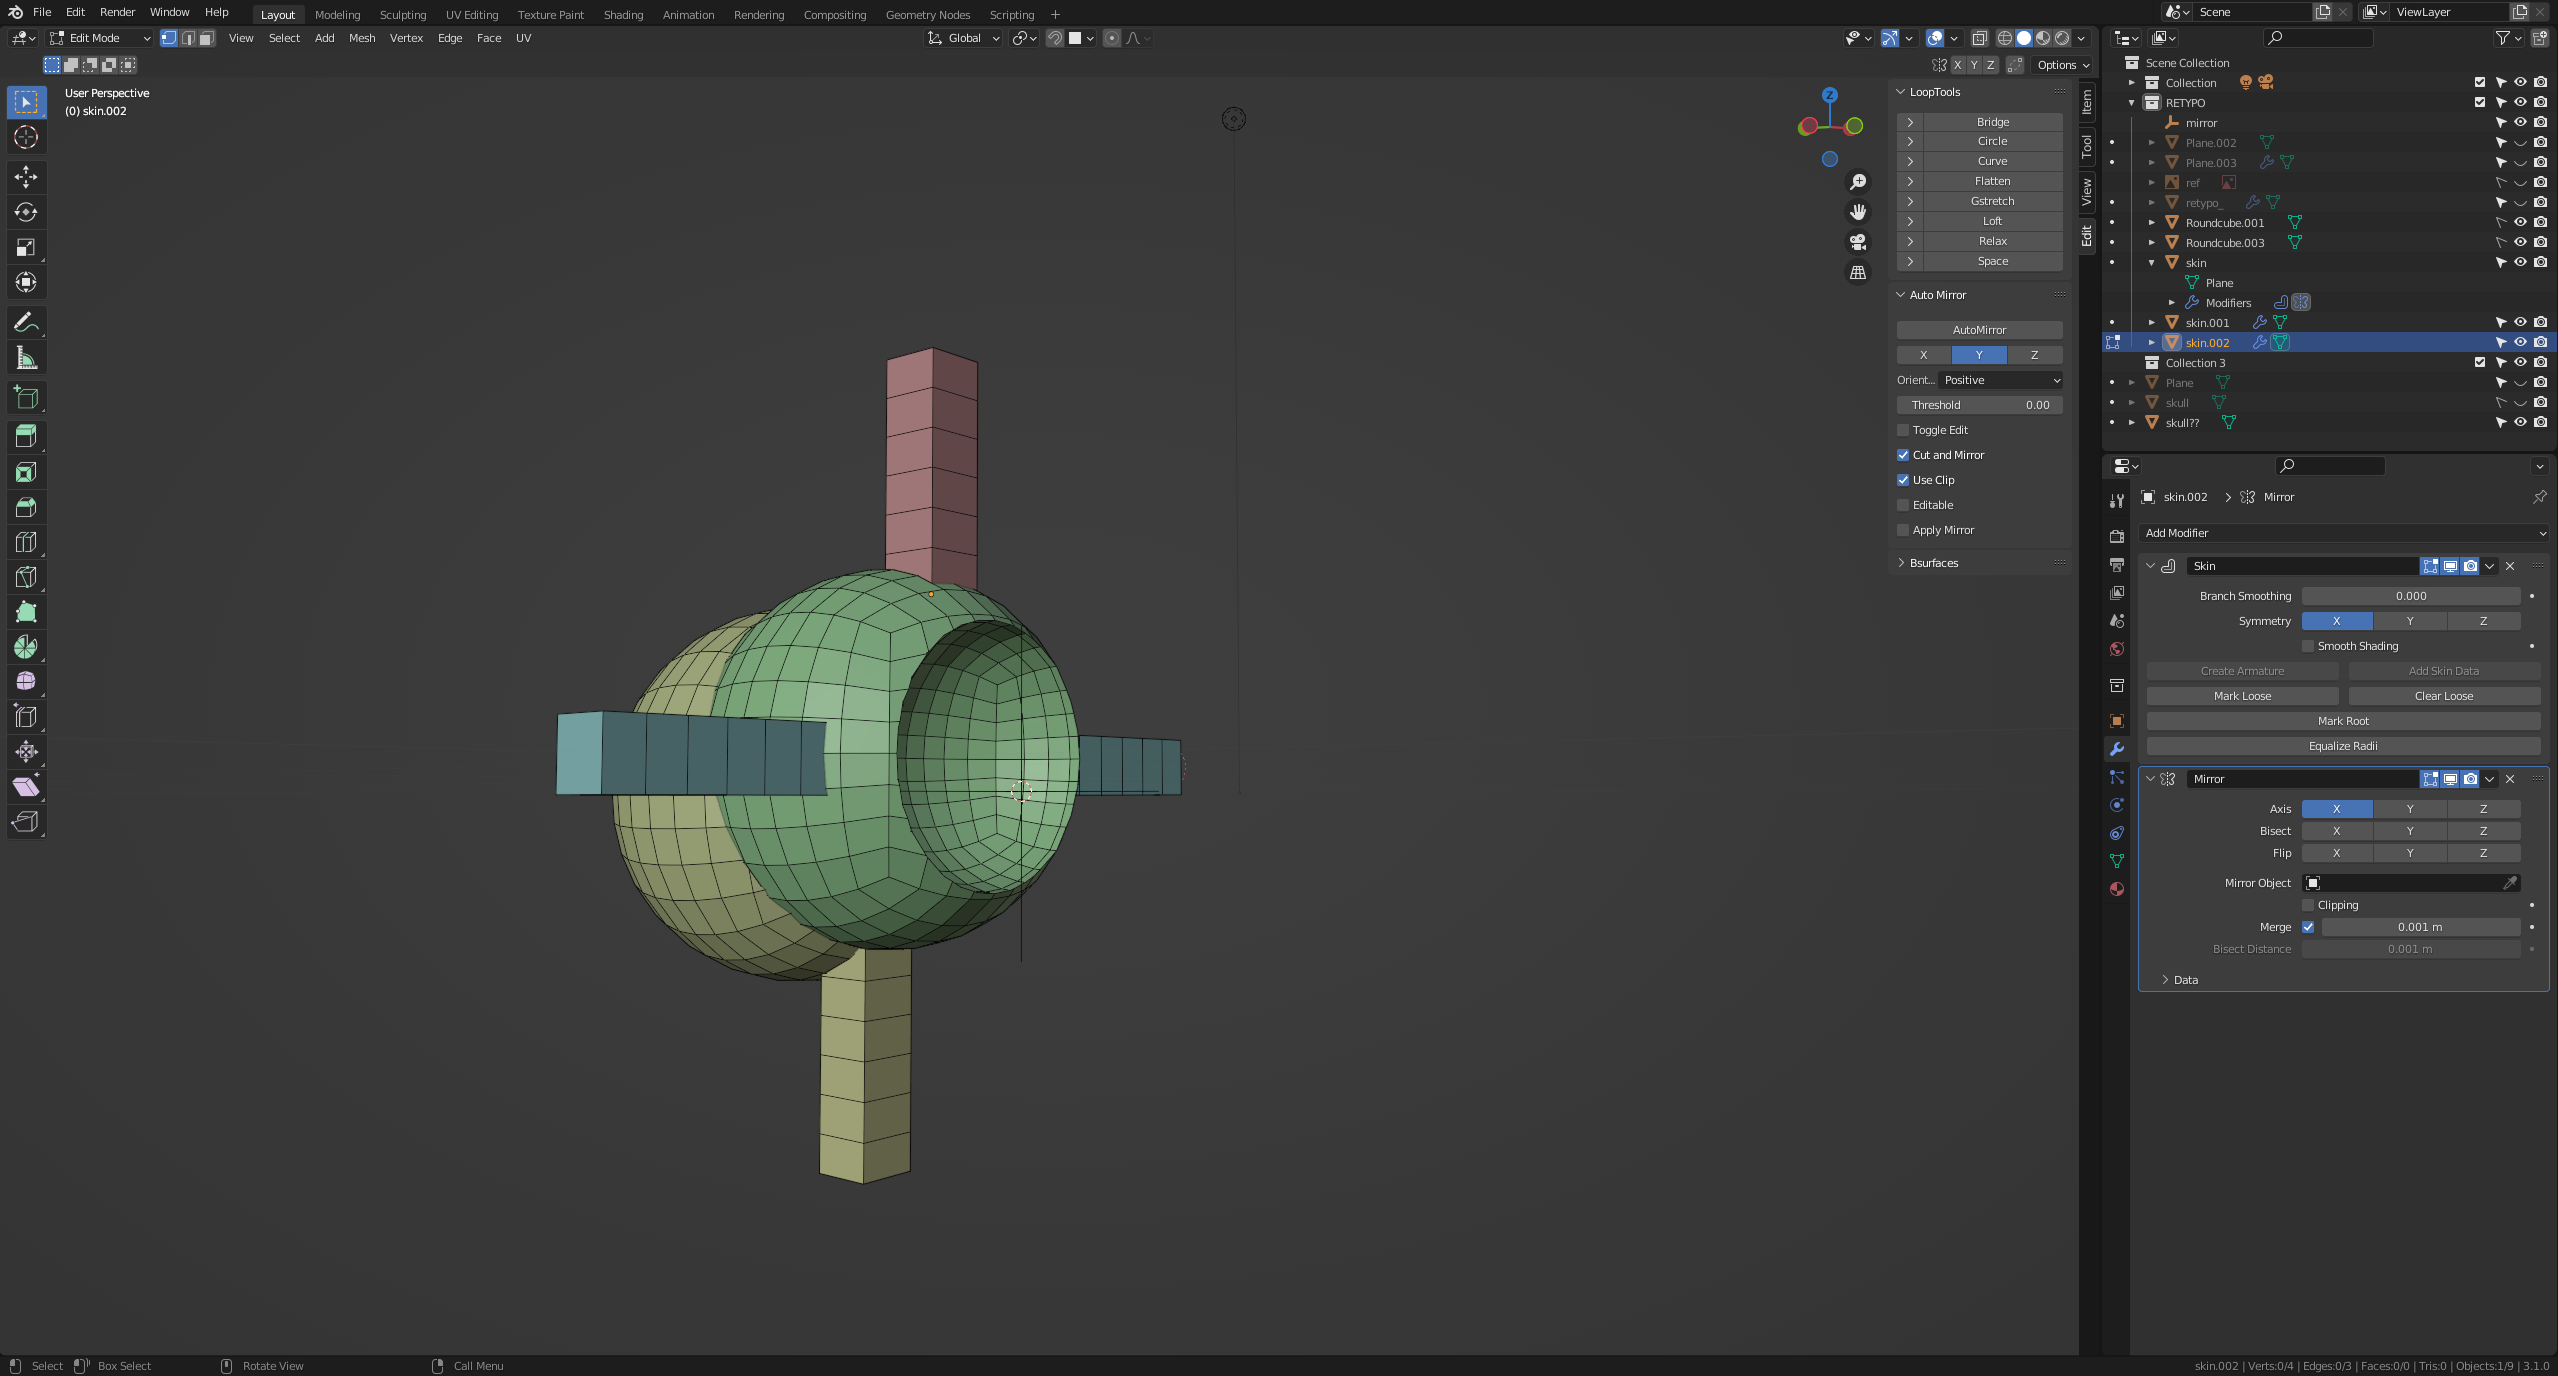 File Edit Render Window Help Layout Modeling Sculpting UV Editing Texture Paint Shading Animation Rendering Compositing Geometry Nodes Scripting + Scene ViewLayer
Edit Mode View Select Add Mesh Vertex Edge Face UV Global
X Y Z Options
User Perspective
(0) skin.002
Z
LoopTools
Bridge
Circle
Curve
Flatten
Gstretch
Loft
Relax
Space
Auto Mirror
AutoMirror
X Y Z
Orient... Positive
Threshold 0.00
Toggle Edit
Cut and Mirror
Use Clip
Editable
Apply Mirror
Bsurfaces
Item
Tool
View
Edit
Scene Collection
Collection
RETYPO
mirror
Plane.002
Plane.003
ref
retypo_
Roundcube.001
Roundcube.003
skin
Plane
Modifiers
skin.001
skin.002
Collection 3
Plane
skull
skull??
skin.002 > Mirror
Add Modifier
Skin
Branch Smoothing 0.000
Symmetry X Y Z
Smooth Shading
Create Armature Add Skin Data
Mark Loose Clear Loose
Mark Root
Equalize Radii
Mirror
Axis X Y Z
Bisect X Y Z
Flip X Y Z
Mirror Object
Clipping
Merge 0.001 m
Bisect Distance 0.001 m
Data
Select Box Select Rotate View Call Menu skin.002 | Verts:0/4 | Edges:0/3 | Faces:0/0 | Tris:0 | Objects:1/9 | 3.1.0